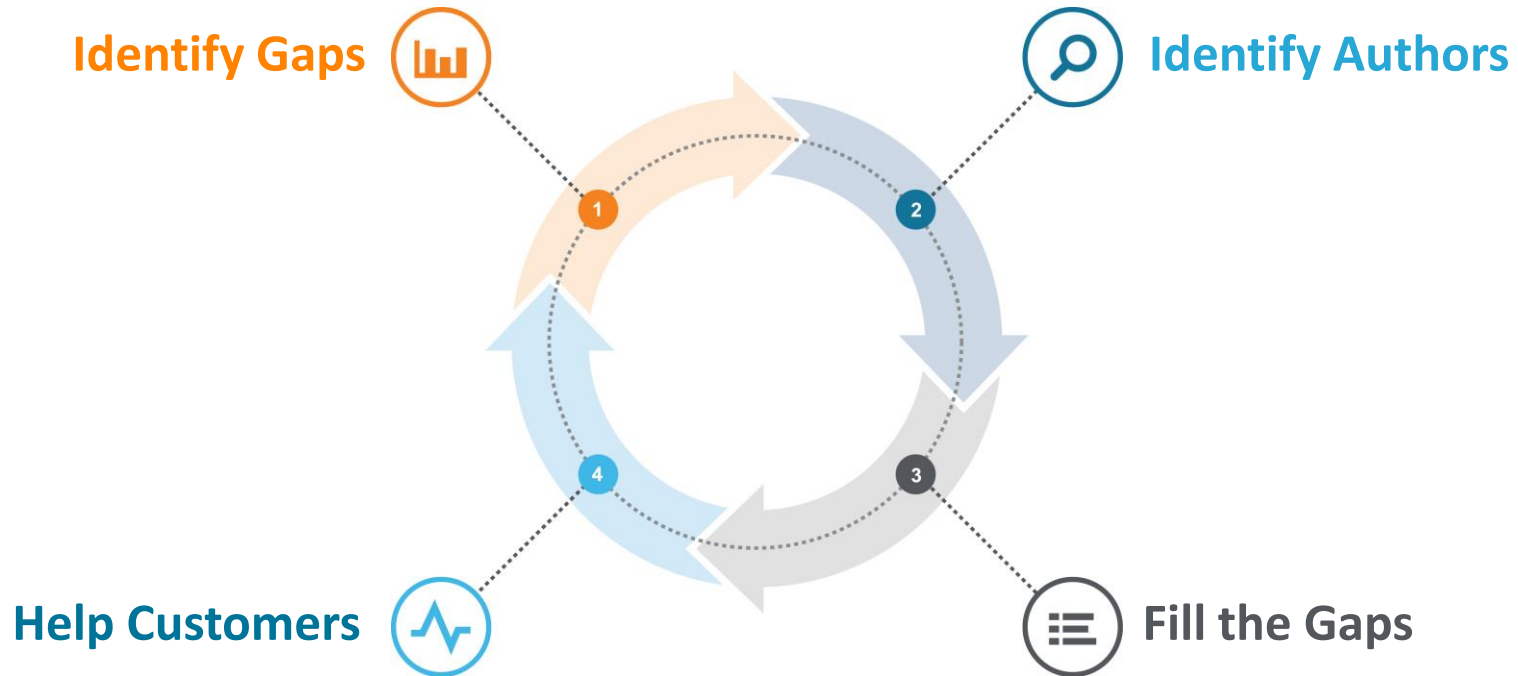 Identify Gaps
Identify Authors
1
2
4
3
Help Customers
Fill the Gaps